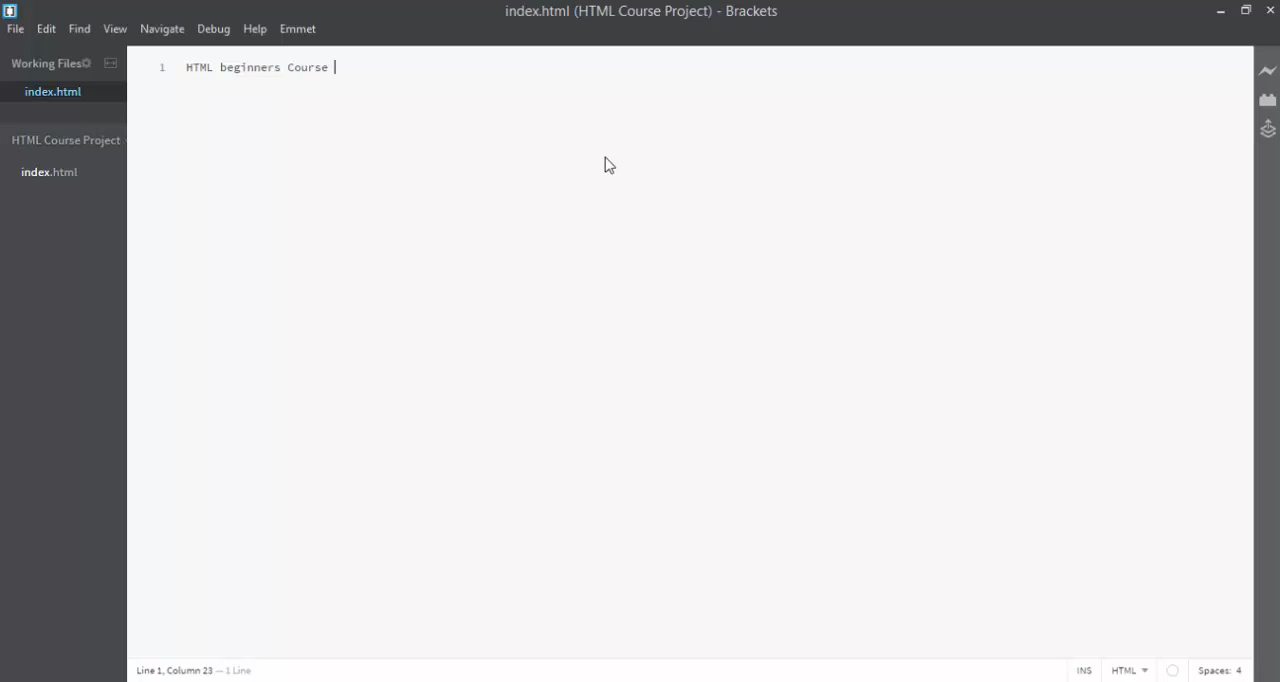 index.html (HTML Course Project) - Brackets
File Edit Find View Navigate Debug Help Emmet
Working Files
index.html
HTML Course Project
index.html
1 HTML beginners Course
Line 1, Column 23 — 1 Line
INS HTML Spaces: 4